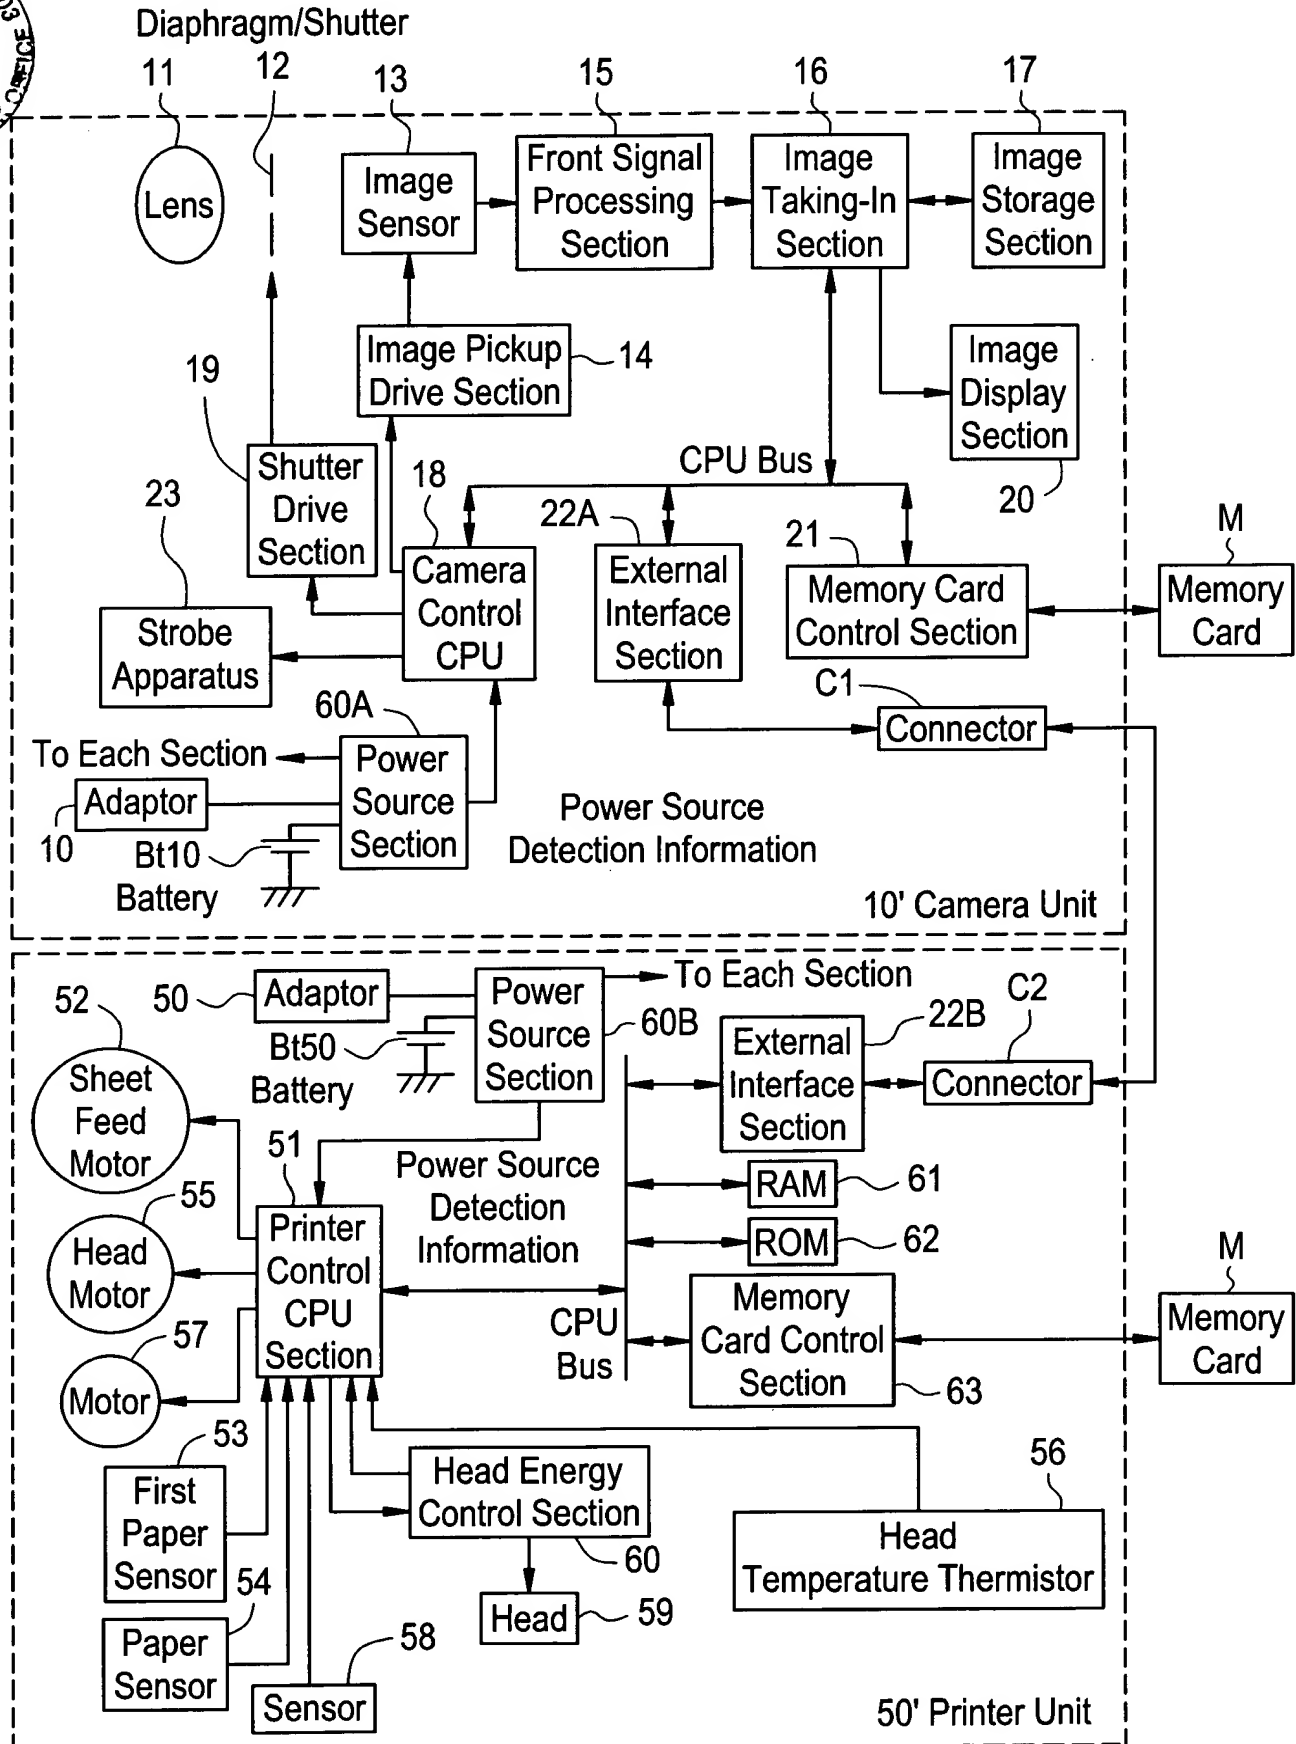 Diaphragm/Shutter
11
12
13
15
16
17
Lens
Image
Sensor
Front Signal
Processing
Section
Image
Taking-In
Section
Image
Storage
Section
Image Pickup
Drive Section
14
Image
Display
Section
20
19
Shutter
Drive
Section
CPU Bus
23
18
22A
21
M
Strobe
Apparatus
Camera
Control
CPU
External
Interface
Section
Memory Card
Control Section
Memory
Card
C1
Connector
60A
To Each Section
Power
Source
Section
Adaptor
10
Bt10
Battery
Power Source
Detection Information
10' Camera Unit
52
50
Adaptor
Power
Source
Section
To Each Section
60B
Bt50
Battery
22B
C2
External
Interface
Section
Connector
Sheet
Feed
Motor
51
Power Source
Detection
Information
RAM
61
55
Head
Motor
Printer
Control
CPU
Section
ROM
62
M
CPU
Bus
Memory
Card Control
Section
63
Memory
Card
57
Motor
53
First
Paper
Sensor
Head Energy
Control Section
60
56
Head
Temperature Thermistor
54
Paper
Sensor
Head
59
58
Sensor
50' Printer Unit